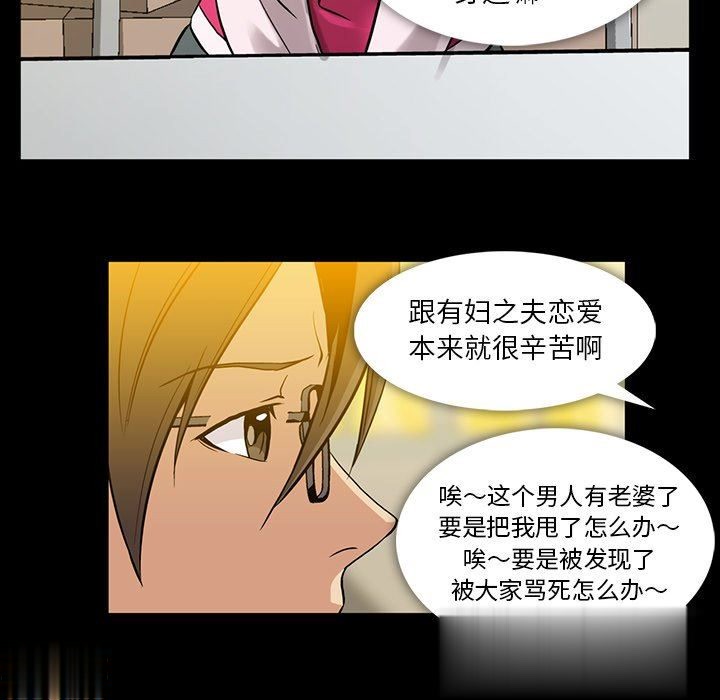 跟有妇之夫恋爱
本来就很辛苦啊
唉～这个男人有老婆了
要是把我甩了怎么办～
唉～要是被发现了
被大家骂死怎么办～